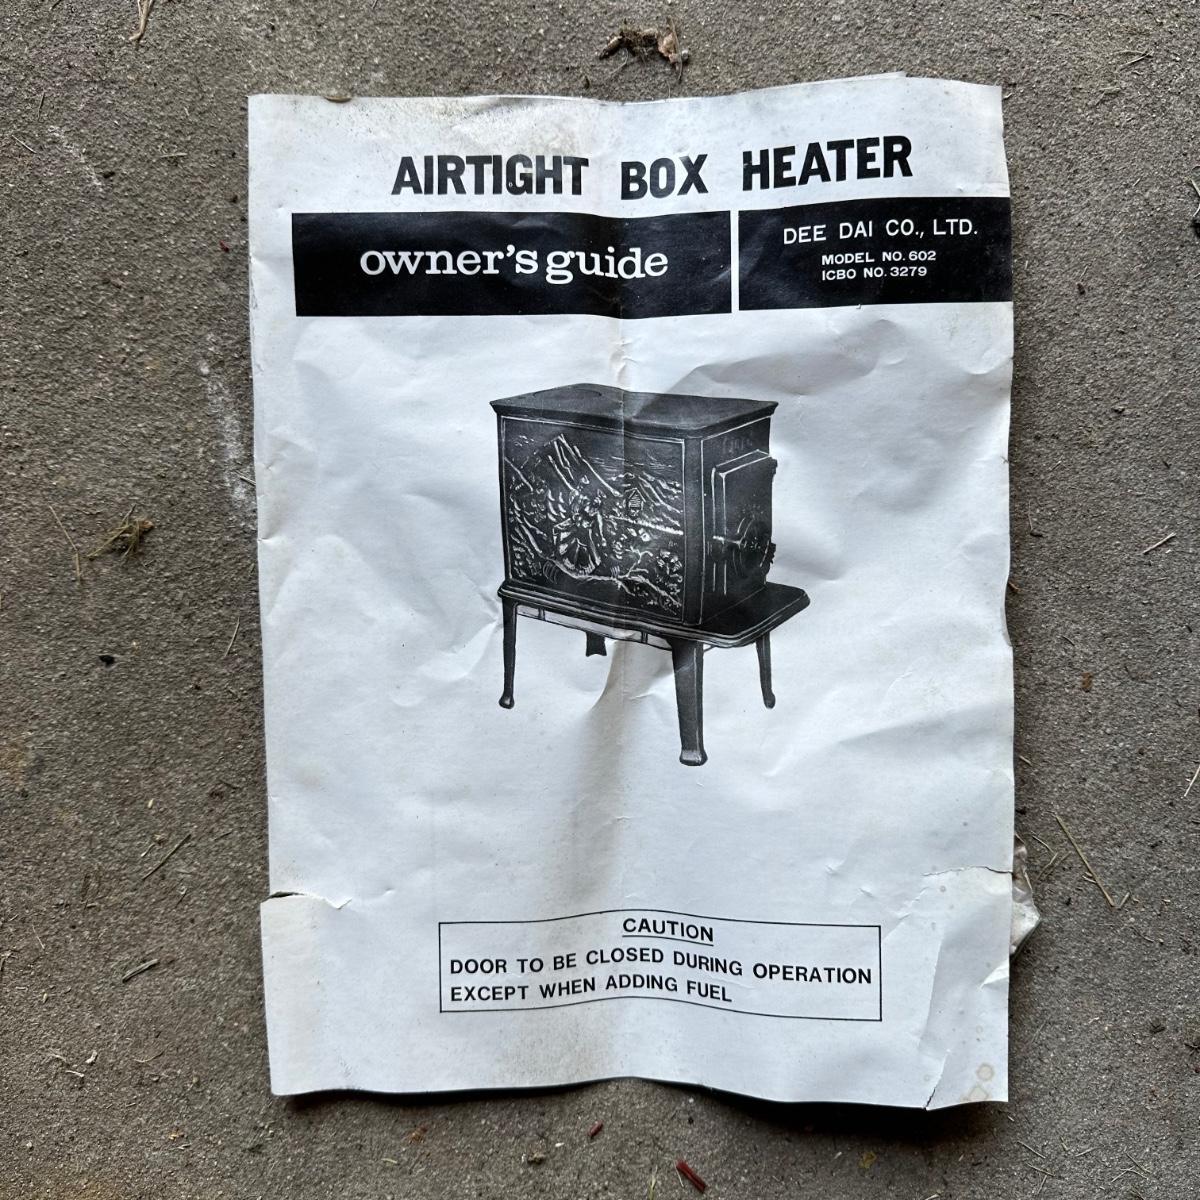 AIRTIGHT BOX HEATER
owner's guide
DEE DAI CO., LTD.
MODEL NO. 602
ICBO NO. 3279
CAUTION
DOOR TO BE CLOSED DURING OPERATION
EXCEPT WHEN ADDING FUEL